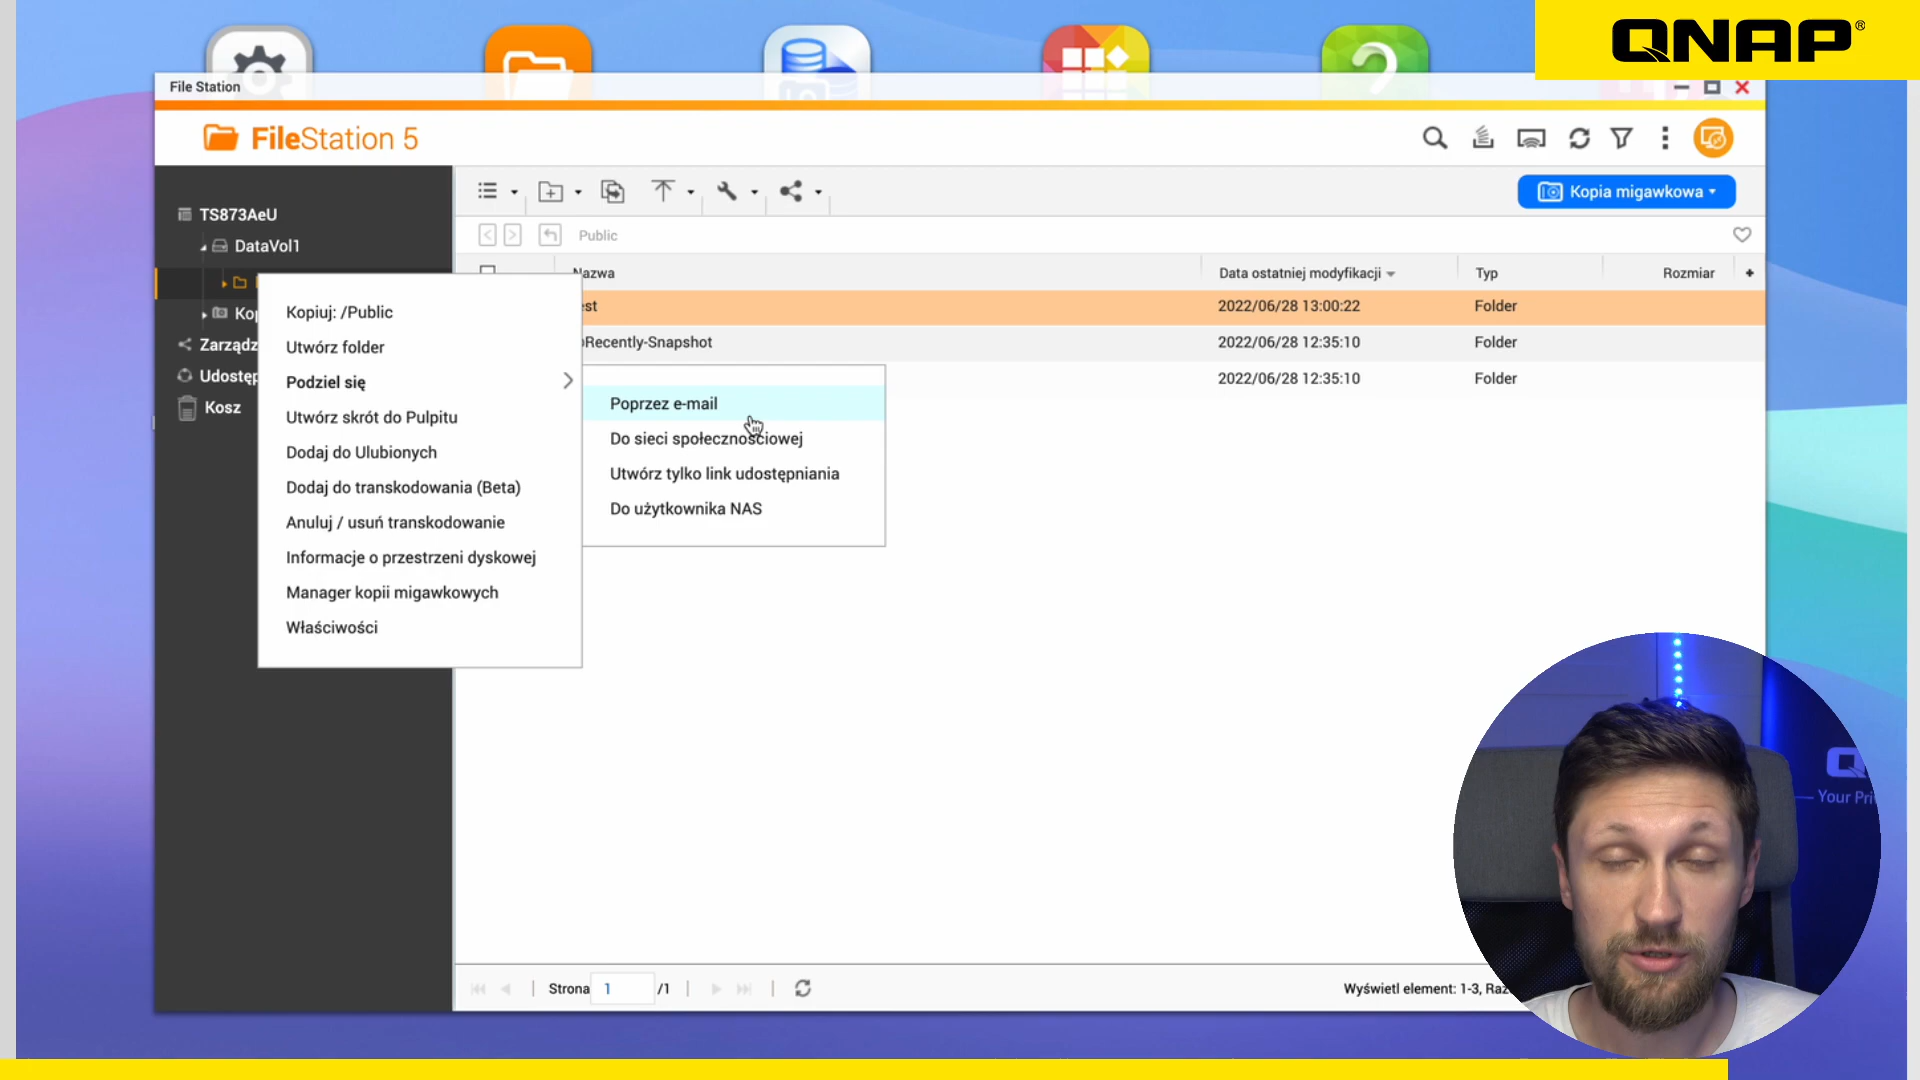 QNAP®
File Station
FileStation 5
TS873AeU
DataVol1
Zarządz
Udostęp
Kosz
Kopia migawkowa
Public
Nazwa
Data ostatniej modyfikacji
Typ
Rozmiar
2022/06/28 13:00:22
Folder
Recently-Snapshot
2022/06/28 12:35:10
Folder
2022/06/28 12:35:10
Folder
Kopiuj: /Public
Utwórz folder
Podziel się
Utwórz skrót do Pulpitu
Dodaj do Ulubionych
Dodaj do transkodowania (Beta)
Anuluj / usuń transkodowanie
Informacje o przestrzeni dyskowej
Manager kopii migawkowych
Właściwości
Poprzez e-mail
Do sieci społecznościowej
Utwórz tylko link udostępniania
Do użytkownika NAS
Strona 1 /1
Wyświetl element: 1-3,
Your